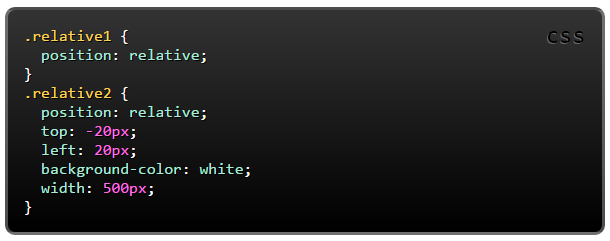 CSS
.relative1 {
  position: relative;
}
.relative2 {
  position: relative;
  top: -20px;
  left: 20px;
  background-color: white;
  width: 500px;
}